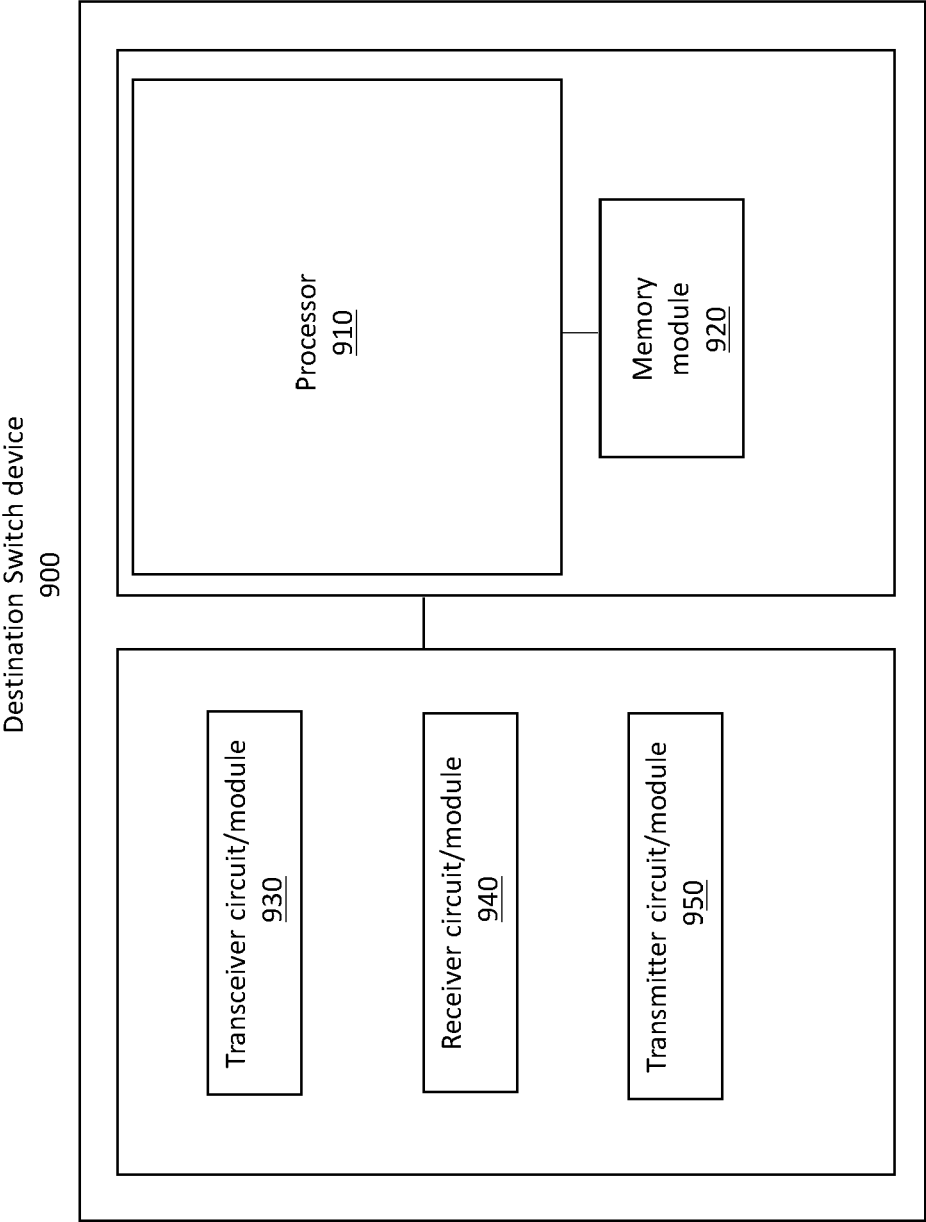 Destination Switch device
900
Transceiver circuit/module
930
Receiver circuit/module
940
Transmitter circuit/module
950
Processor
910
Memory
module
920